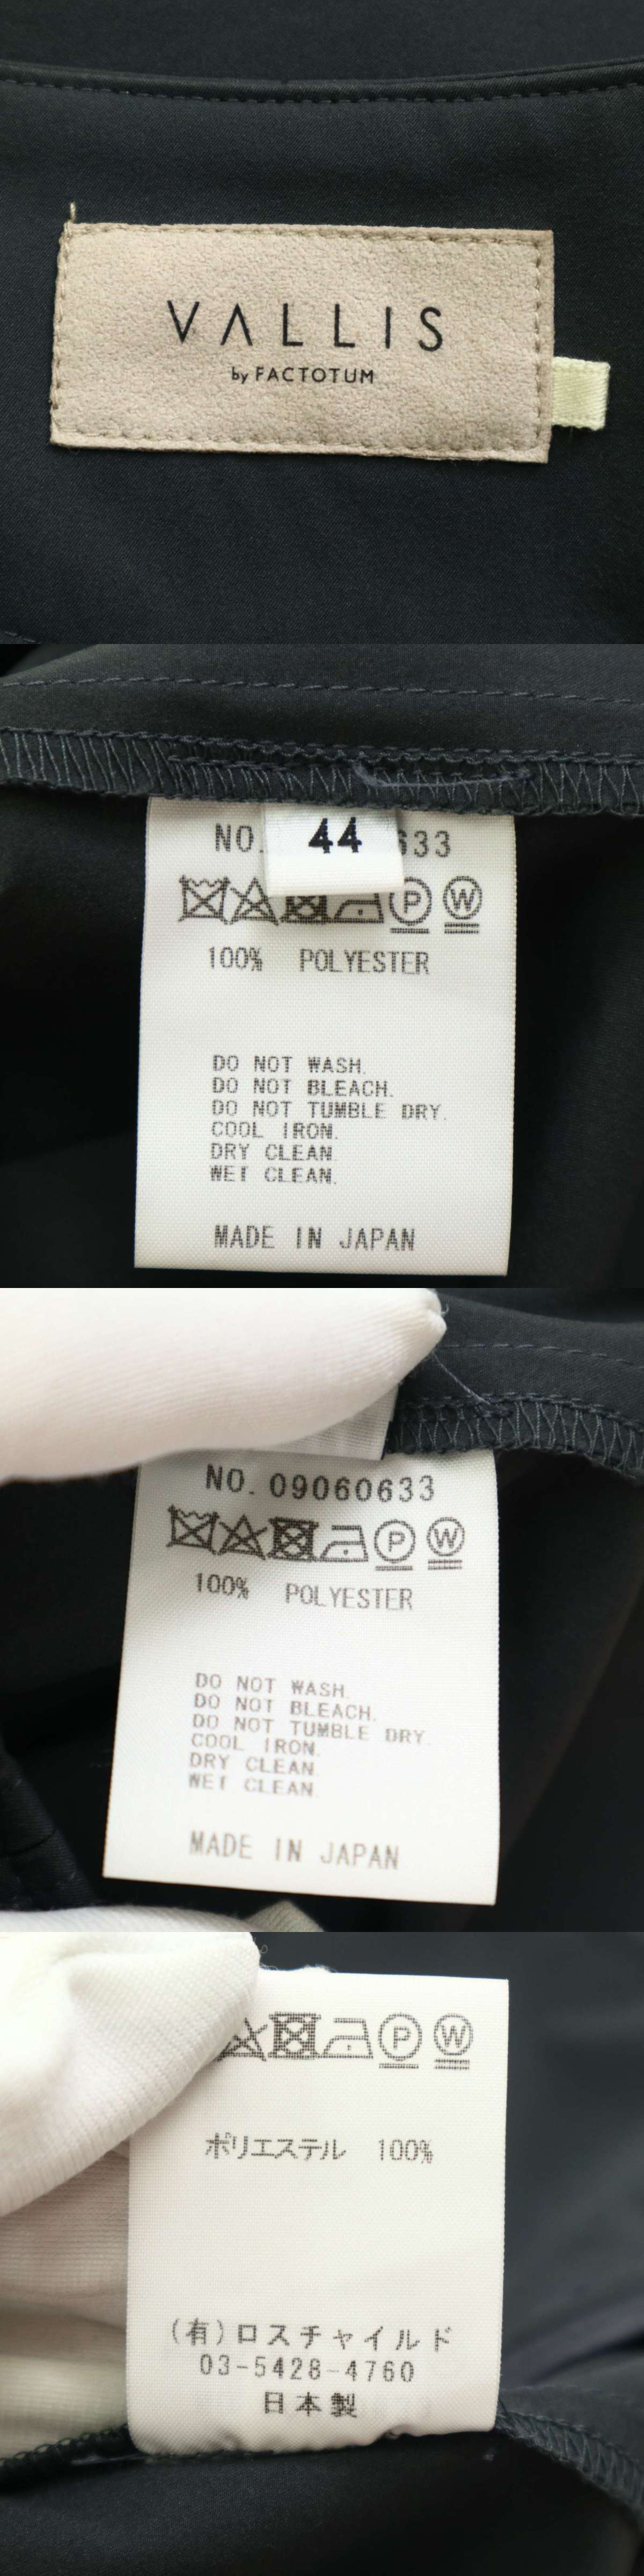 VALLIS
by FACTOTUM
44
NO. 633
P W
100% POLYESTER
DO NOT WASH.
DO NOT BLEACH.
DO NOT TUMBLE DRY.
COOL IRON.
DRY CLEAN.
WET CLEAN.
MADE IN JAPAN
NO. 09060633
P W
100% POLYESTER
DO NOT WASH.
DO NOT BLEACH.
DO NOT TUMBLE DRY.
COOL IRON.
DRY CLEAN.
WET CLEAN.
MADE IN JAPAN
P W
ポリエステル 100%
(有)ロスチャイルド
03-5428-4760
日本製